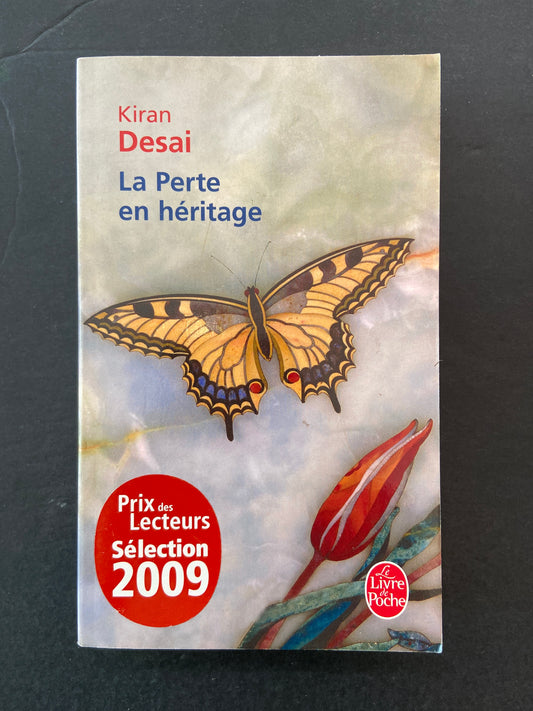 Kiran
Desai
La Perte
en héritage
Prix des
Lecteurs
Sélection
2009
Le
Livre
de
Poche